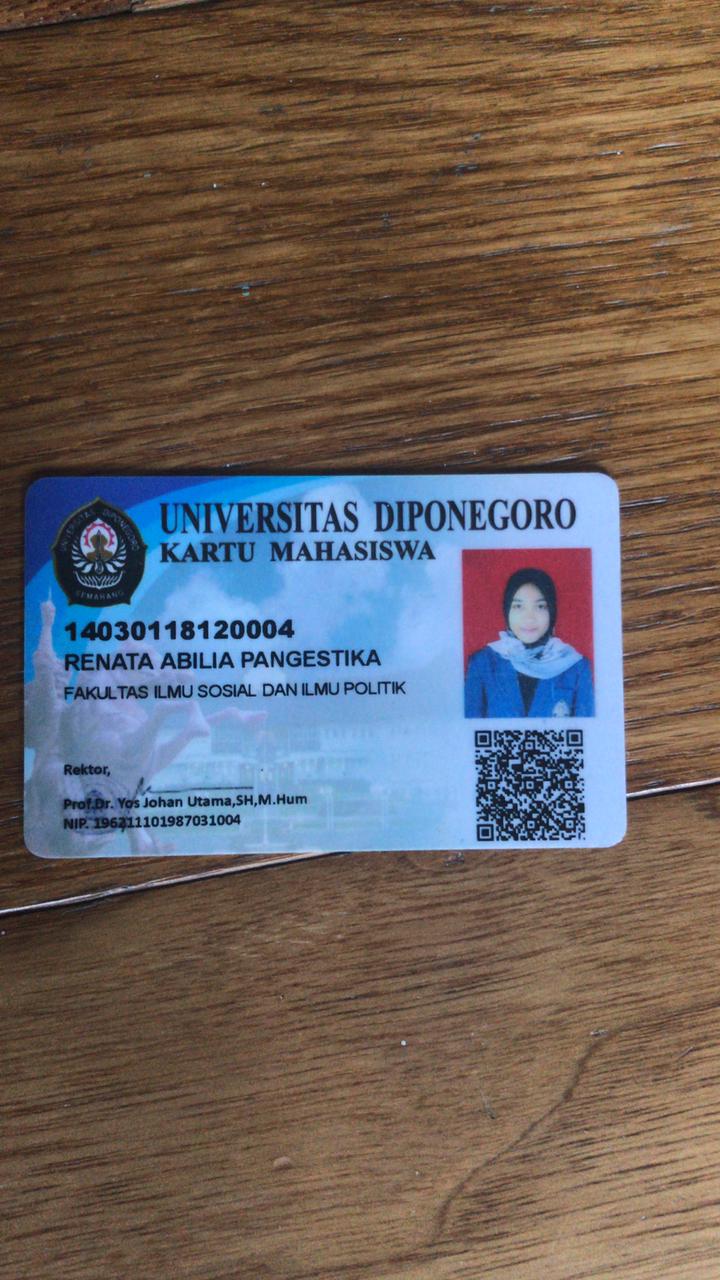 UNIVERSITAS DIPONEGORO
KARTU MAHASISWA
UNIVERSITAS DIPONEGORO
SEMARANG
14030118120004
RENATA ABILIA PANGESTIKA
FAKULTAS ILMU SOSIAL DAN ILMU POLITIK
Rektor,
Prof.Dr. Yos Johan Utama,SH,M.Hum
NIP. 196211101987031004